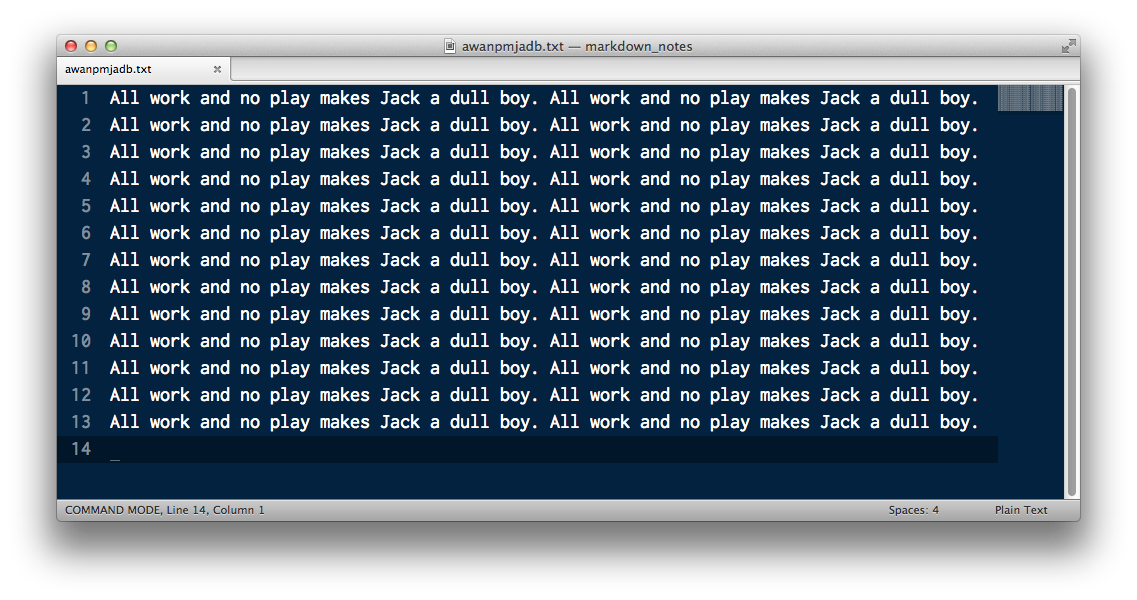 awanpmjadb.txt — markdown_notes
awanpmjadb.txt
1 All work and no play makes Jack a dull boy. All work and no play makes Jack a dull boy.
2 All work and no play makes Jack a dull boy. All work and no play makes Jack a dull boy.
3 All work and no play makes Jack a dull boy. All work and no play makes Jack a dull boy.
4 All work and no play makes Jack a dull boy. All work and no play makes Jack a dull boy.
5 All work and no play makes Jack a dull boy. All work and no play makes Jack a dull boy.
6 All work and no play makes Jack a dull boy. All work and no play makes Jack a dull boy.
7 All work and no play makes Jack a dull boy. All work and no play makes Jack a dull boy.
8 All work and no play makes Jack a dull boy. All work and no play makes Jack a dull boy.
9 All work and no play makes Jack a dull boy. All work and no play makes Jack a dull boy.
10 All work and no play makes Jack a dull boy. All work and no play makes Jack a dull boy.
11 All work and no play makes Jack a dull boy. All work and no play makes Jack a dull boy.
12 All work and no play makes Jack a dull boy. All work and no play makes Jack a dull boy.
13 All work and no play makes Jack a dull boy. All work and no play makes Jack a dull boy.
14 _
COMMAND MODE, Line 14, Column 1 Spaces: 4 Plain Text